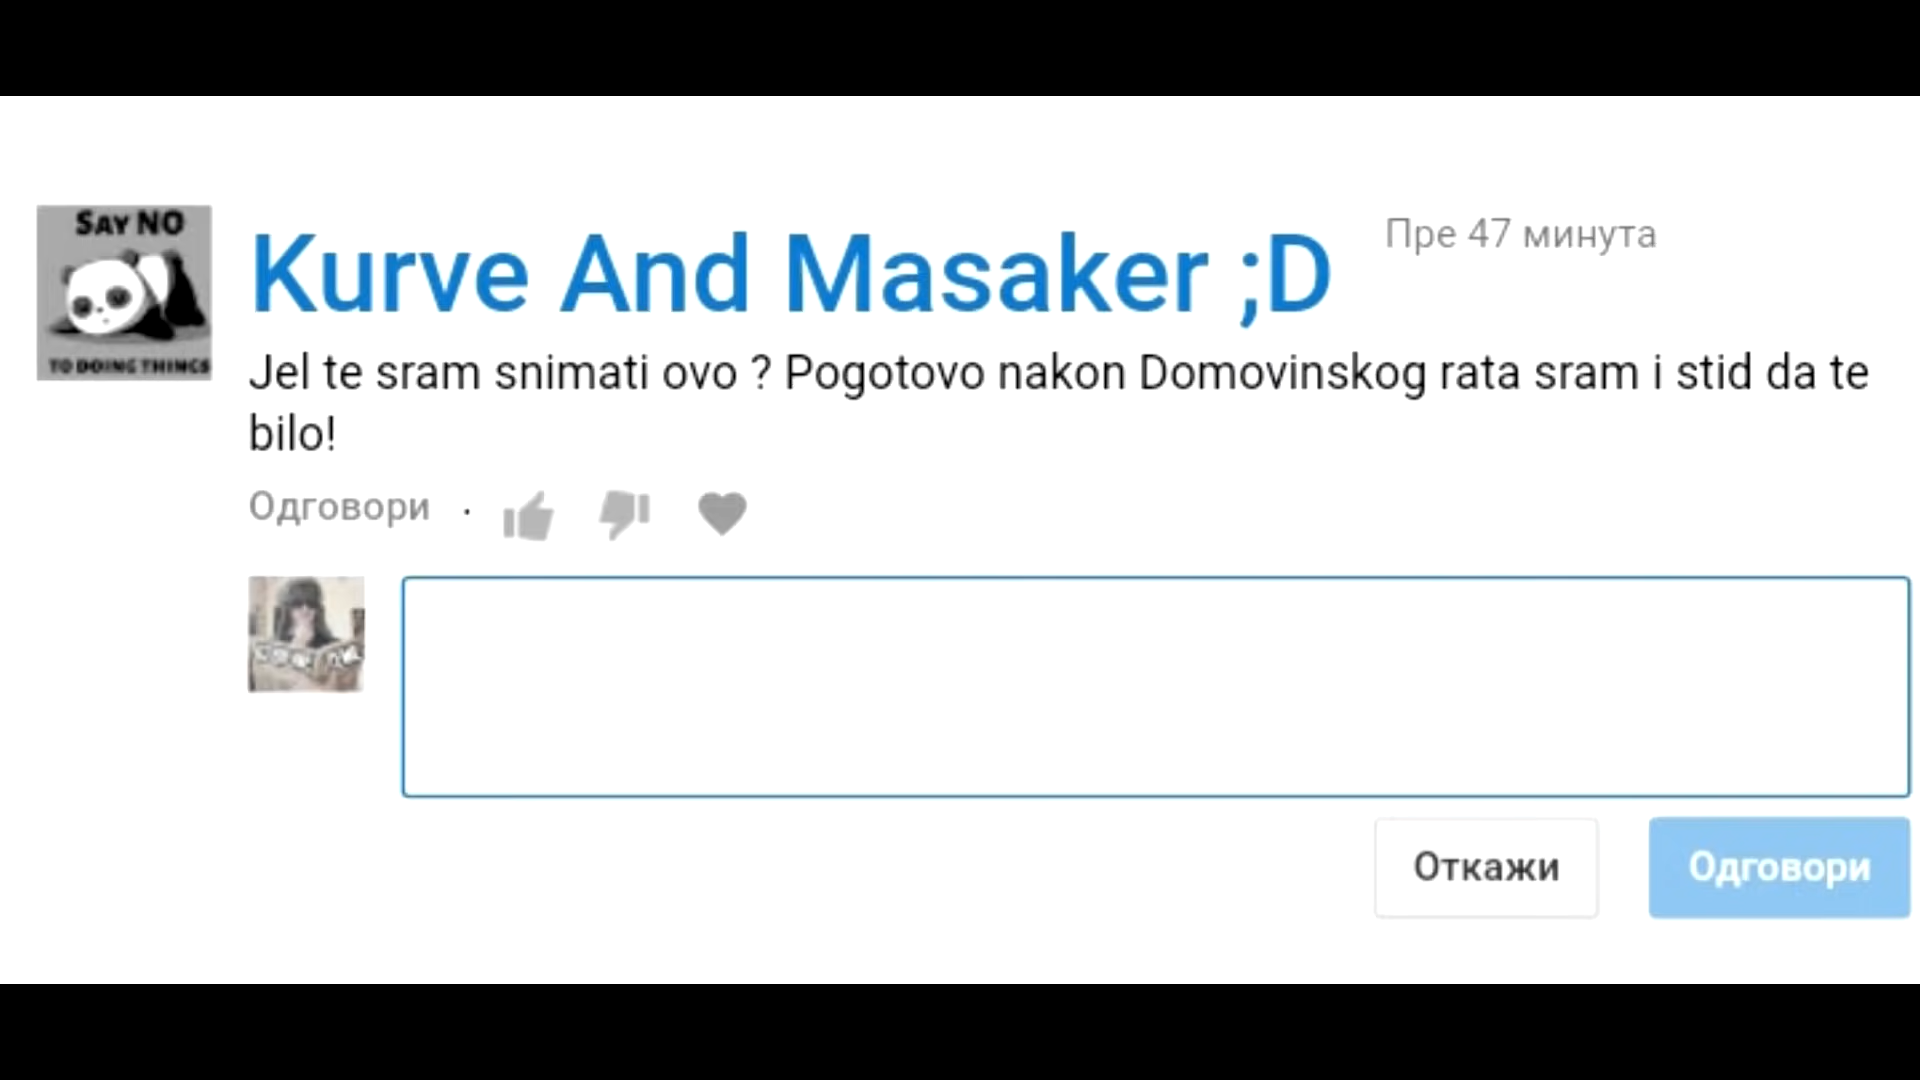 SAY NO
TO DOING THINGS
Kurve And Masaker ;D
Пре 47 минута
Jel te sram snimati ovo ? Pogotovo nakon Domovinskog rata sram i stid da te
bilo!
Одговори ·
Откажи
Одговори